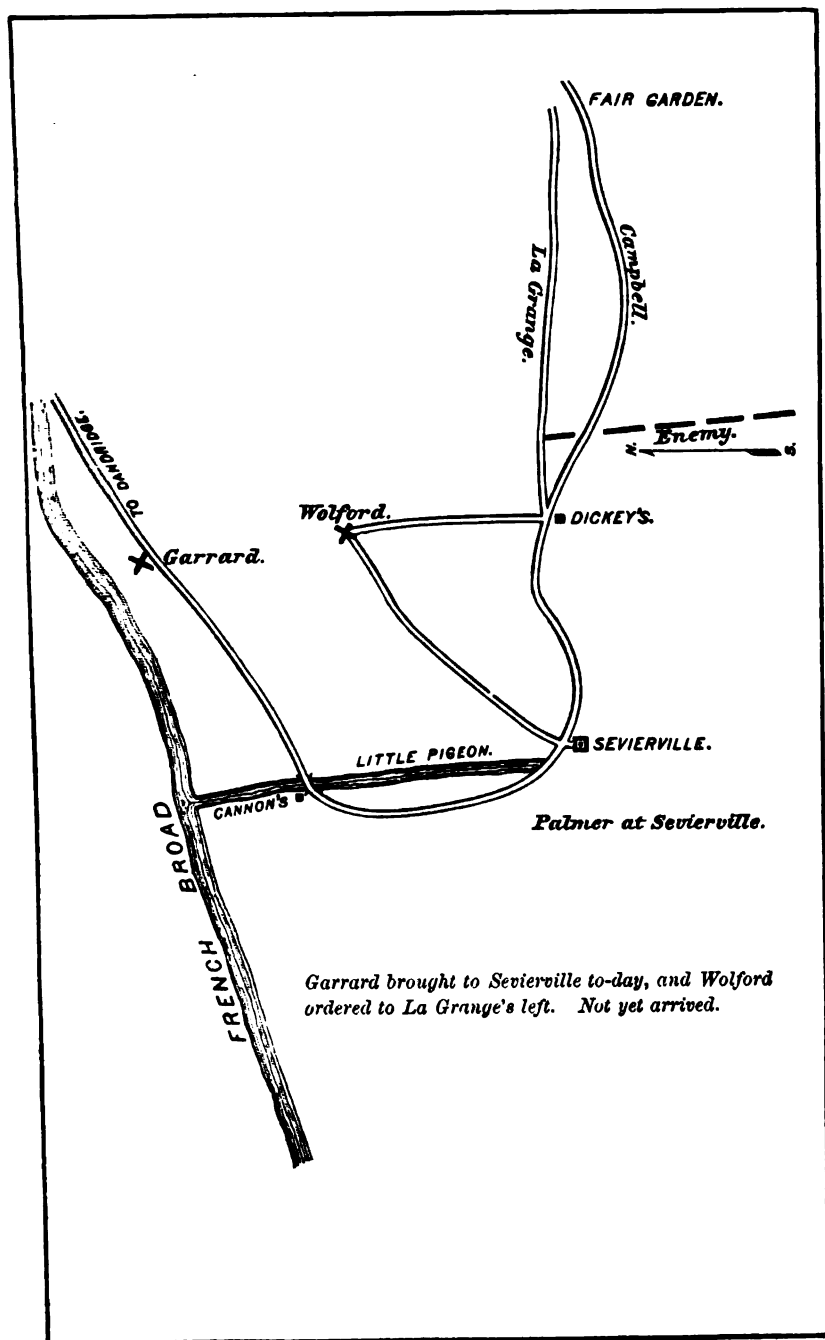 FAIR GARDEN.
La Grange.
Campbell.
TO DANDRIDGE.
Enemy.
N. S.
Wolford.
DICKEY'S.
Garrard.
LITTLE PIGEON.
SEVIERVILLE.
CANNON'S
Palmer at Sevierville.
FRENCH BROAD
Garrard brought to Sevierville to-day, and Wolford
ordered to La Grange's left. Not yet arrived.